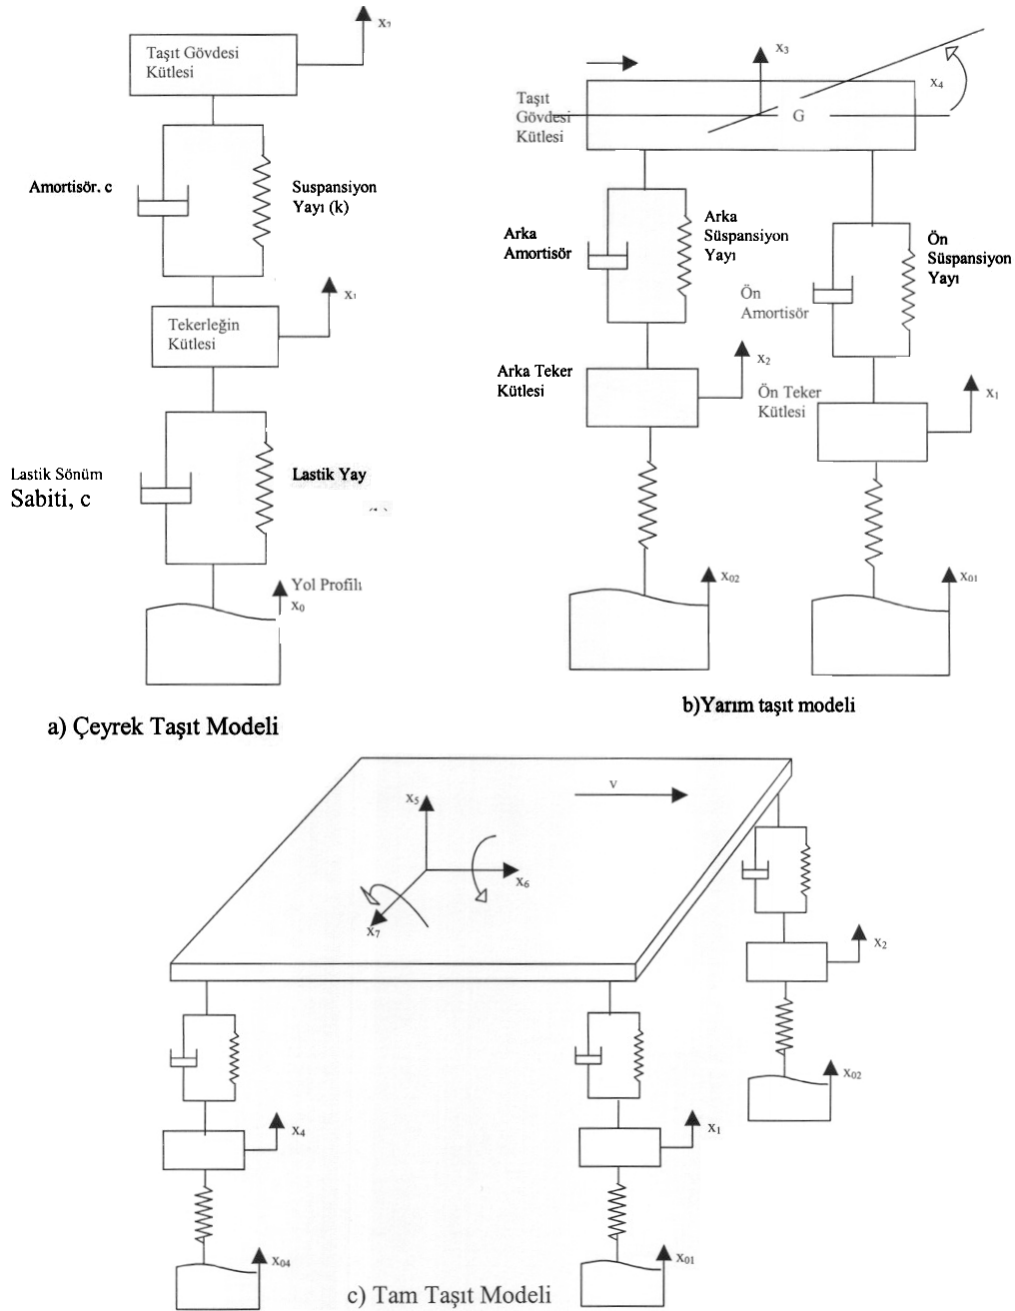 x₂
Taşıt Gövdesi
Kütlesi
Amortisör. c
Suspansiyon
Yayı (k)
x₁
Tekerleğin
Kütlesi
Lastik Sönüm
Sabiti, c
Lastik Yay
Yol Profili
x₀
a) Çeyrek Taşıt Modeli
x₃
x₄
Taşıt
Gövdesi
Kütlesi
G
Arka
Amortisör
Arka
Süspansiyon
Yayı
Ön
Amortisör
Ön
Süspansiyon
Yayı
Arka Teker
Kütlesi
x₂
Ön Teker
Kütlesi
x₁
x₀₂
x₀₁
b)Yarım taşıt modeli
v
x₅
x₆
x₇
x₂
x₀₂
x₄
x₁
x₀₄
x₀₁
c) Tam Taşıt Modeli